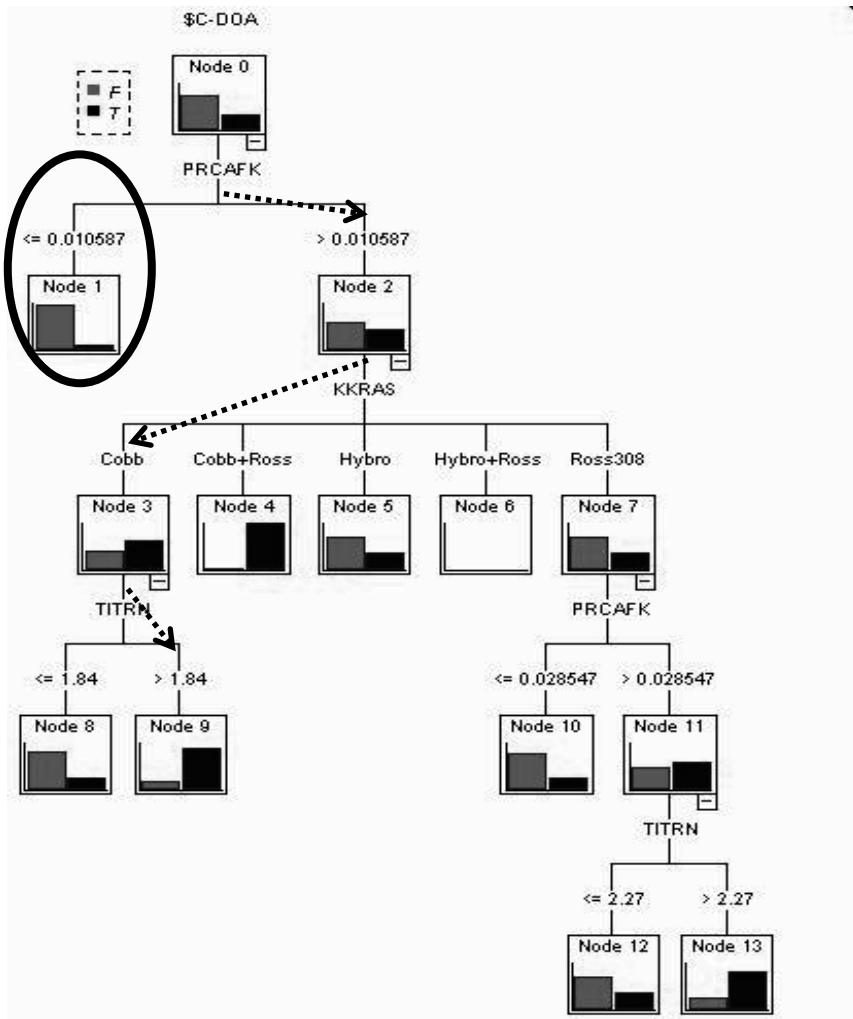 $C-DOA
Node 0
F
T
PRCAFK
<= 0.010587 > 0.010587
Node 1 Node 2
KKRAS
Cobb Cobb+Ross Hybro Hybro+Ross Ross308
Node 3 Node 4 Node 5 Node 6 Node 7
TITRN PRCAFK
<= 1.84 > 1.84 <= 0.028547 > 0.028547
Node 8 Node 9 Node 10 Node 11
TITRN
<= 2.27 > 2.27
Node 12 Node 13